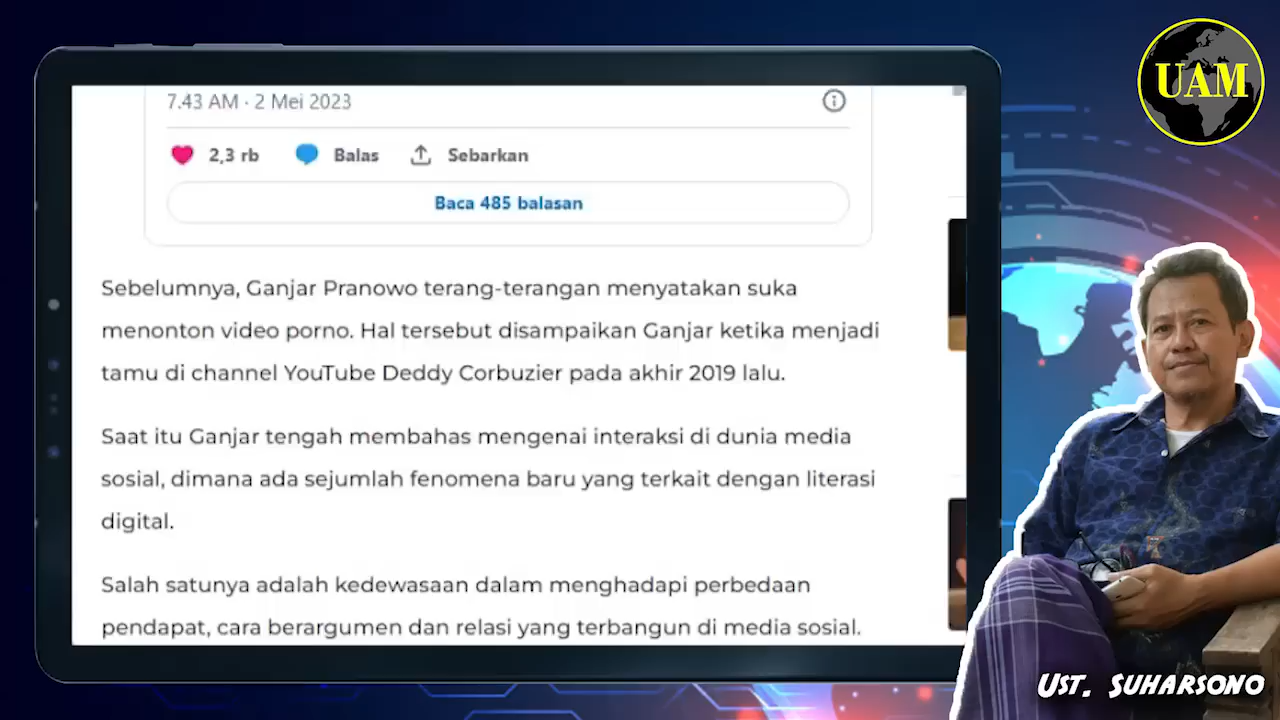 UAM
7.43 AM · 2 Mei 2023
2,3 rb Balas Sebarkan
Baca 485 balasan
Sebelumnya, Ganjar Pranowo terang-terangan menyatakan suka
menonton video porno. Hal tersebut disampaikan Ganjar ketika menjadi
tamu di channel YouTube Deddy Corbuzier pada akhir 2019 lalu.
Saat itu Ganjar tengah membahas mengenai interaksi di dunia media
sosial, dimana ada sejumlah fenomena baru yang terkait dengan literasi
digital.
Salah satunya adalah kedewasaan dalam menghadapi perbedaan
pendapat, cara berargumen dan relasi yang terbangun di media sosial.
UST. SUHARSONO